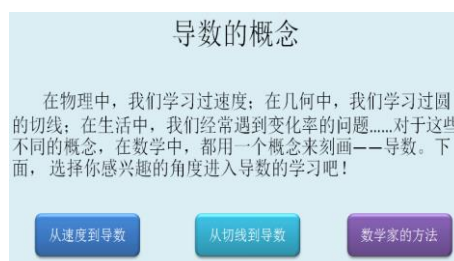 导数的概念
在物理中，我们学习过速度；在几何中，我们学习过圆
的切线；在生活中，我们经常遇到变化率的问题……对于这些
不同的概念，在数学中，都用一个概念来刻画——导数。下
面，选择你感兴趣的角度进入导数的学习吧！
从速度到导数
从切线到导数
数学家的方法